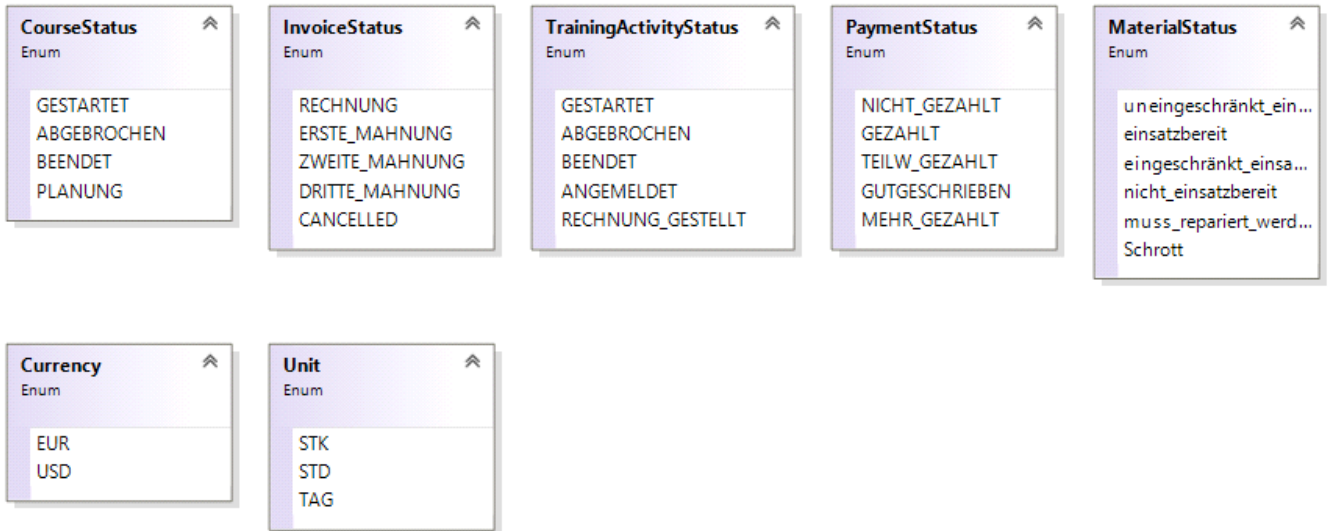 CourseStatus
Enum
GESTARTET
ABGEBROCHEN
BEENDET
PLANUNG
InvoiceStatus
Enum
RECHNUNG
ERSTE_MAHNUNG
ZWEITE_MAHNUNG
DRITTE_MAHNUNG
CANCELLED
TrainingActivityStatus
Enum
GESTARTET
ABGEBROCHEN
BEENDET
ANGEMELDET
RECHNUNG_GESTELLT
PaymentStatus
Enum
NICHT_GEZAHLT
GEZAHLT
TEILW_GEZAHLT
GUTGESCHRIEBEN
MEHR_GEZAHLT
MaterialStatus
Enum
uneingeschränkt_ein...
einsatzbereit
eingeschränkt_einsa...
nicht_einsatzbereit
muss_repariert_werd...
Schrott
Currency
Enum
EUR
USD
Unit
Enum
STK
STD
TAG